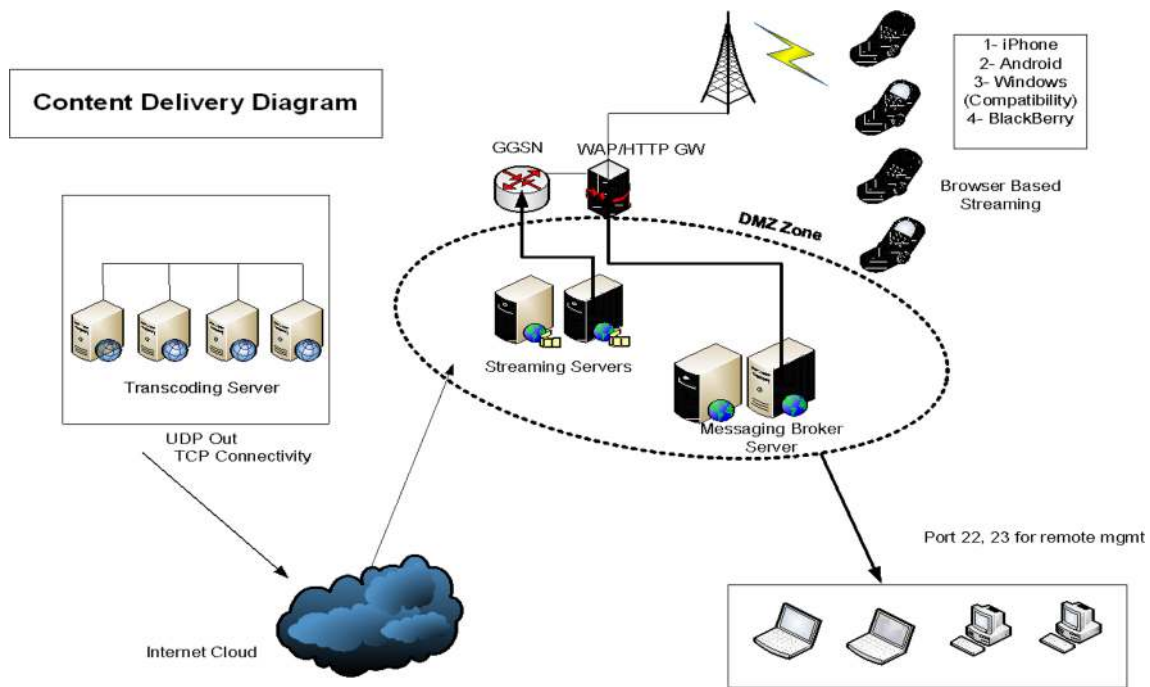 Content Delivery Diagram
1- iPhone
2- Android
3- Windows
(Compatibility)
4- BlackBerry
GGSN
WAP/HTTP GW
Browser Based
Streaming
DMZ Zone
Streaming Servers
Transcoding Server
Messaging Broker
Server
UDP Out
TCP Connectivity
Port 22, 23 for remote mgmt
Internet Cloud